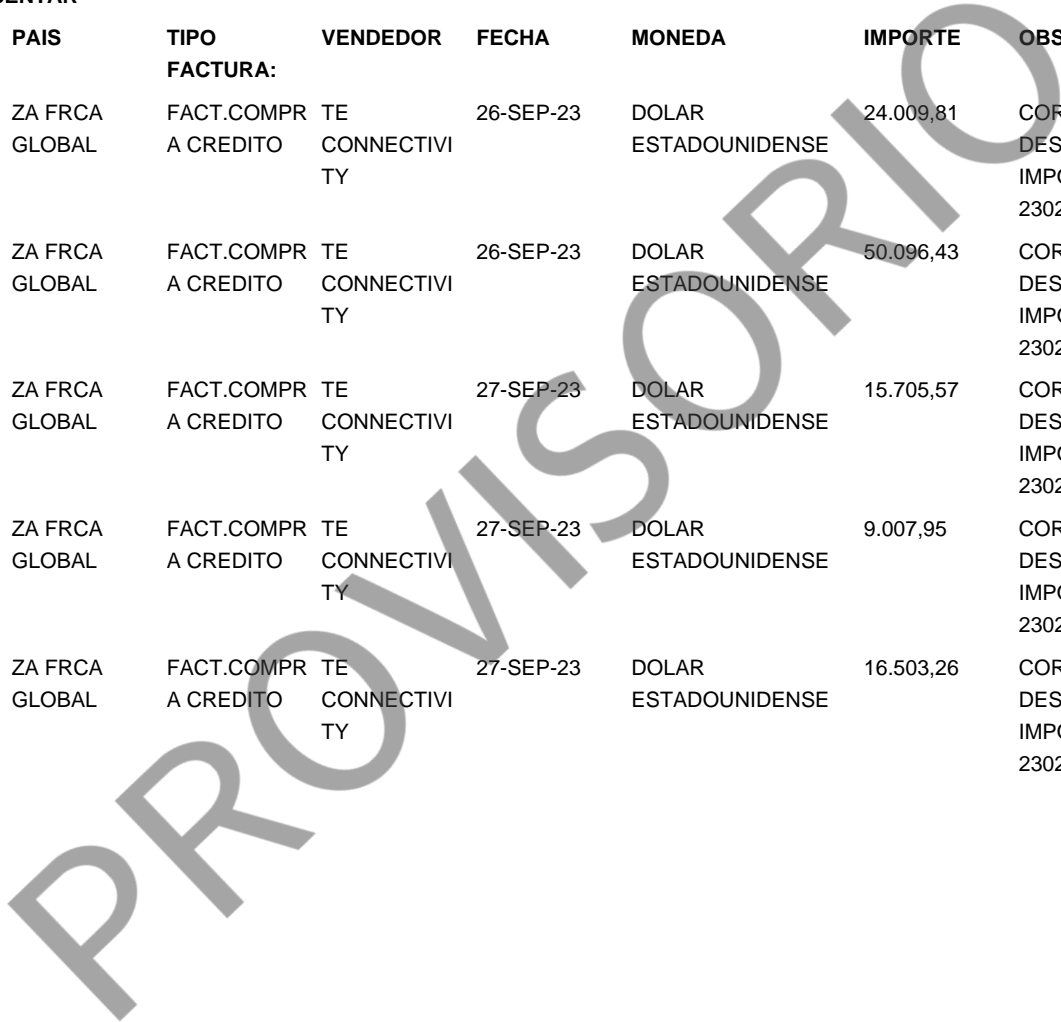 PAIS TIPO VENDEDOR FECHA MONEDA IMPORTE
FACTURA:
ZA FRCA FACT.COMPR TE 26-SEP-23 DOLAR 24.009,81
GLOBAL A CREDITO CONNECTIVI ESTADOUNIDENSE
TY
ZA FRCA FACT.COMPR TE 26-SEP-23 DOLAR 50.096,43
GLOBAL A CREDITO CONNECTIVI ESTADOUNIDENSE
TY
ZA FRCA FACT.COMPR TE 27-SEP-23 DOLAR 15.705,57
GLOBAL A CREDITO CONNECTIVI ESTADOUNIDENSE
TY
ZA FRCA FACT.COMPR TE 27-SEP-23 DOLAR 9.007,95
GLOBAL A CREDITO CONNECTIVI ESTADOUNIDENSE
TY
ZA FRCA FACT.COMPR TE 27-SEP-23 DOLAR 16.503,26
GLOBAL A CREDITO CONNECTIVI ESTADOUNIDENSE
TY
PROVISORIO